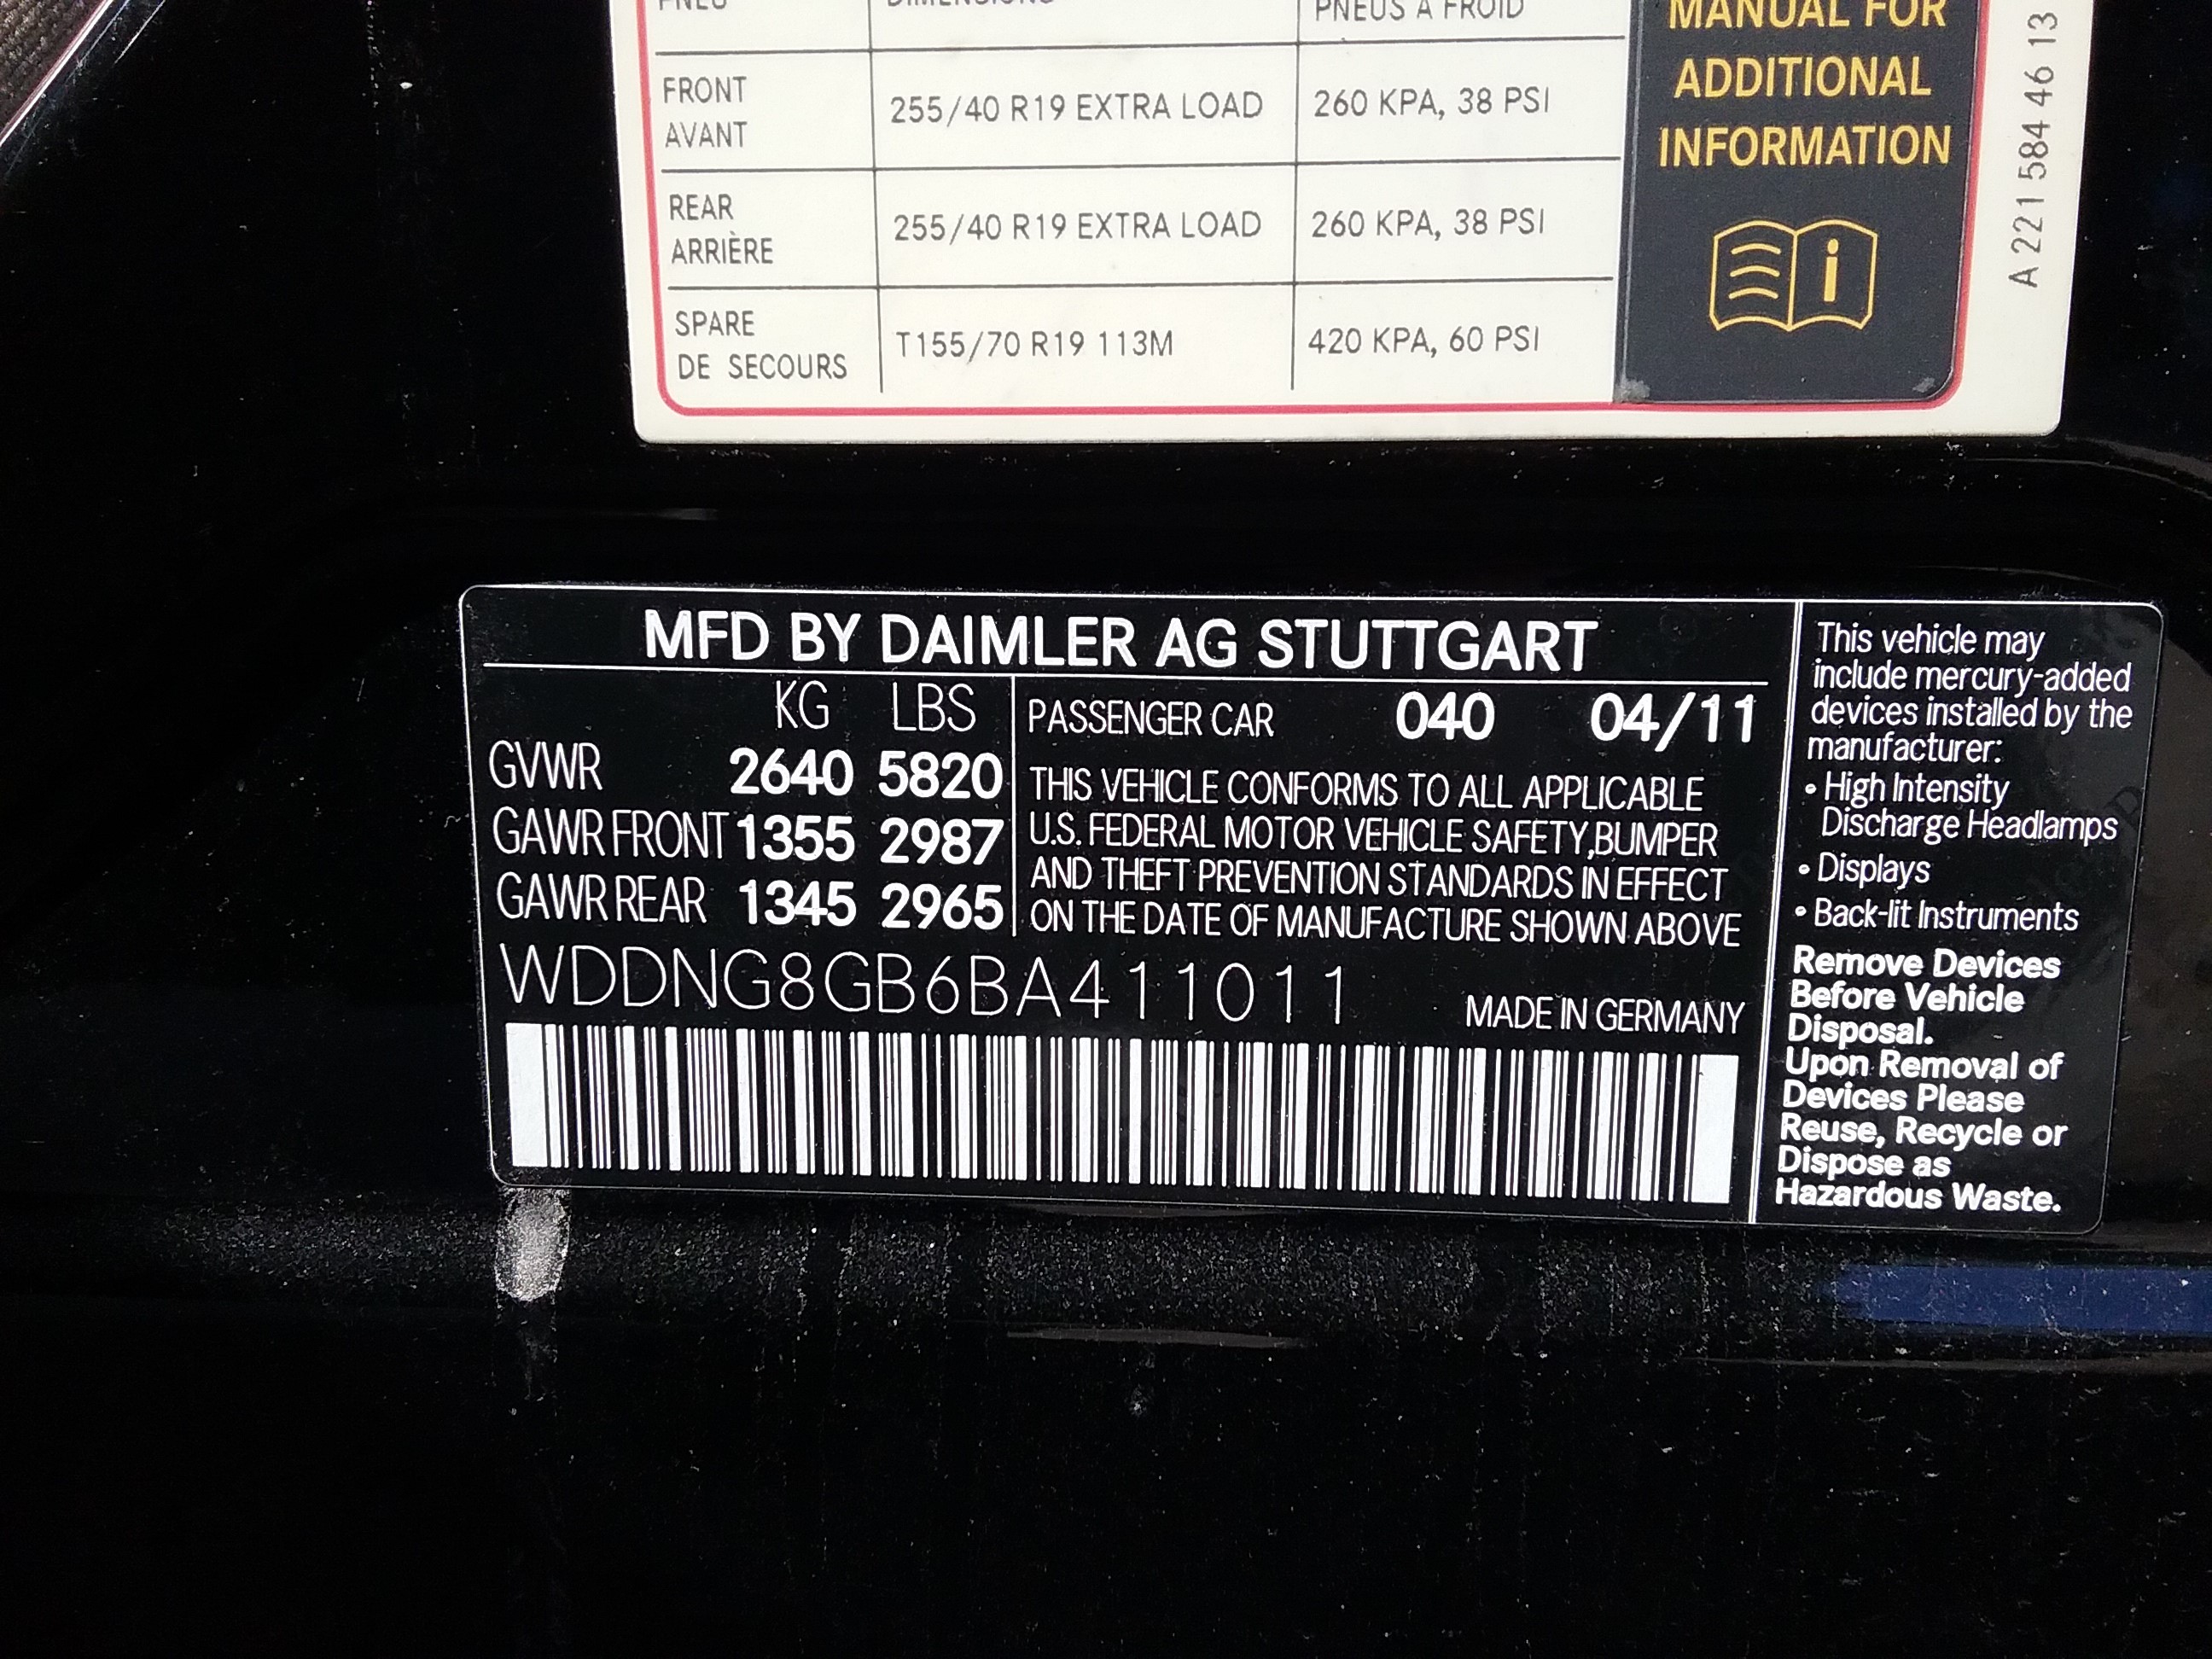 PNEU DIMENSIONS PNEUS À FROID
MANUAL FOR
ADDITIONAL
INFORMATION
FRONT
AVANT
255/40 R19 EXTRA LOAD
260 KPA, 38 PSI
REAR
ARRIÈRE
255/40 R19 EXTRA LOAD
260 KPA, 38 PSI
SPARE
DE SECOURS
T155/70 R19 113M
420 KPA, 60 PSI
i
A 221 584 46 13
MFD BY DAIMLER AG STUTTGART
KG LBS
GVWR 2640 5820
GAWR FRONT 1355 2987
GAWR REAR 1345 2965
PASSENGER CAR 040 04/11
THIS VEHICLE CONFORMS TO ALL APPLICABLE
U.S. FEDERAL MOTOR VEHICLE SAFETY,BUMPER
AND THEFT PREVENTION STANDARDS IN EFFECT
ON THE DATE OF MANUFACTURE SHOWN ABOVE
WDDNG8GB6BA411011
MADE IN GERMANY
This vehicle may
include mercury-added
devices installed by the
manufacturer:
• High Intensity
Discharge Headlamps
• Displays
• Back-lit Instruments
Remove Devices
Before Vehicle
Disposal.
Upon Removal of
Devices Please
Reuse, Recycle or
Dispose as
Hazardous Waste.